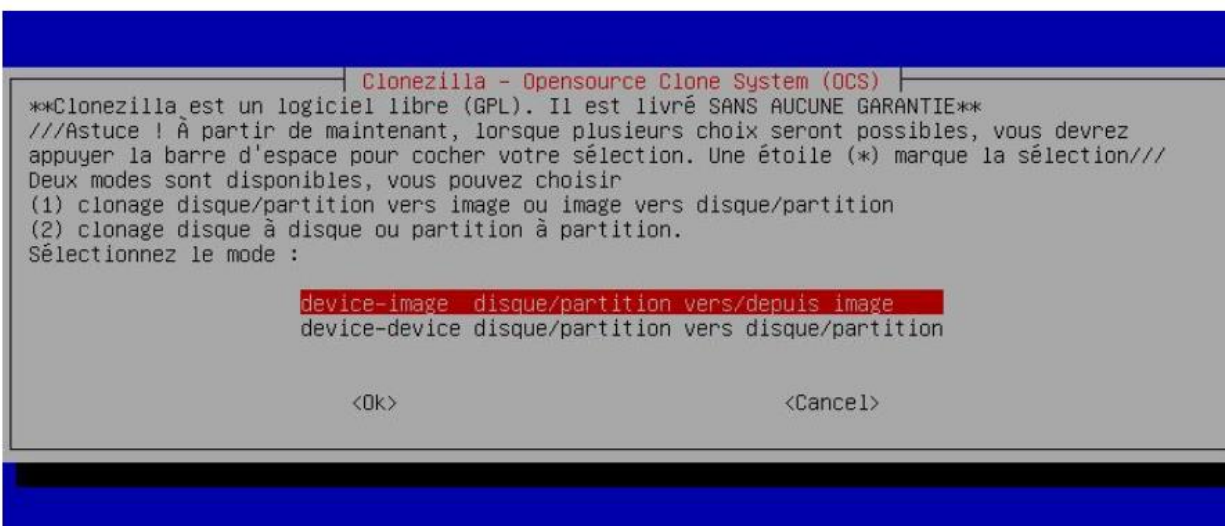 Clonezilla - Opensource Clone System (OCS)
**Clonezilla est un logiciel libre (GPL). Il est livré SANS AUCUNE GARANTIE**
///Astuce ! À partir de maintenant, lorsque plusieurs choix seront possibles, vous devrez
appuyer la barre d'espace pour cocher votre sélection. Une étoile (*) marque la sélection///
Deux modes sont disponibles, vous pouvez choisir
(1) clonage disque/partition vers image ou image vers disque/partition
(2) clonage disque à disque ou partition à partition.
Sélectionnez le mode :
device-image disque/partition vers/depuis image
device-device disque/partition vers disque/partition
<Ok> <Cancel>